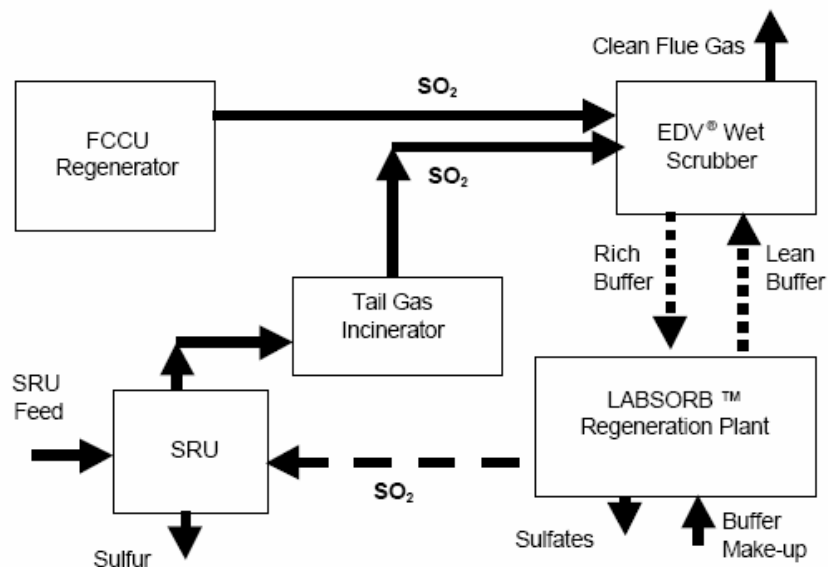 Clean Flue Gas
SO₂
FCCU
Regenerator
EDV® Wet
Scrubber
SO₂
Rich
Buffer
Lean
Buffer
Tail Gas
Incinerator
SRU
Feed
SRU
LABSORB ™
Regeneration Plant
SO₂
Sulfur
Sulfates
Buffer
Make-up